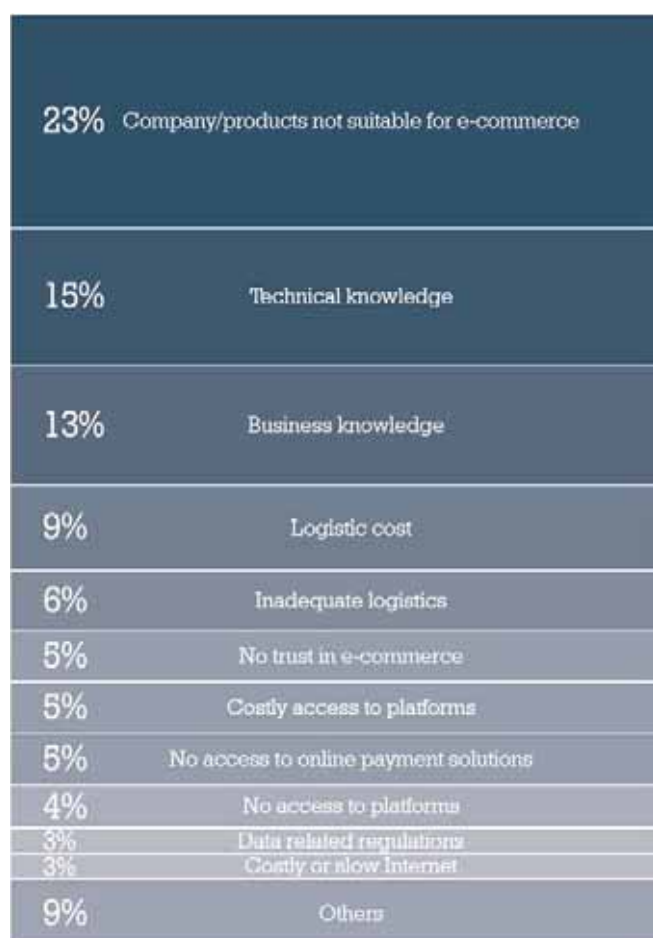 23% Company/products not suitable for e-commerce
15% Technical knowledge
13% Business knowledge
9% Logistic cost
6% Inadequate logistics
5% No trust in e-commerce
5% Costly access to platforms
5% No access to online payment solutions
4% No access to platforms
3% Data related regulations
3% Costly or slow Internet
9% Others